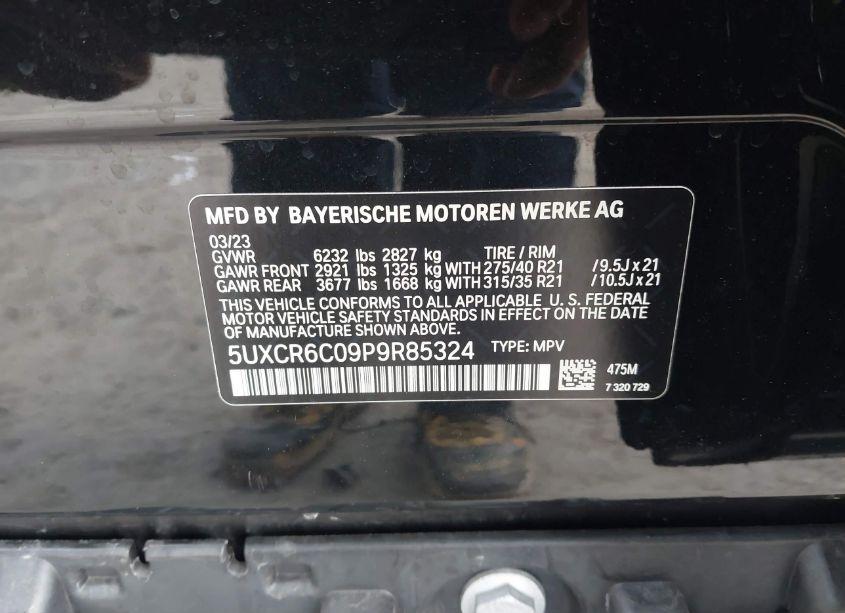 MFD BY BAYERISCHE MOTOREN WERKE AG
03/23
GVWR 6232 lbs 2827 kg TIRE / RIM
GAWR FRONT 2921 lbs 1325 kg WITH 275/40 R21 /9.5J x 21
GAWR REAR 3677 lbs 1668 kg WITH 315/35 R21 /10.5J x 21
THIS VEHICLE CONFORMS TO ALL APPLICABLE U. S. FEDERAL
MOTOR VEHICLE SAFETY STANDARDS IN EFFECT ON THE DATE
OF MANUFACTURE SHOWN ABOVE.
5UXCR6C09P9R85324 TYPE: MPV
475M
7 320 729